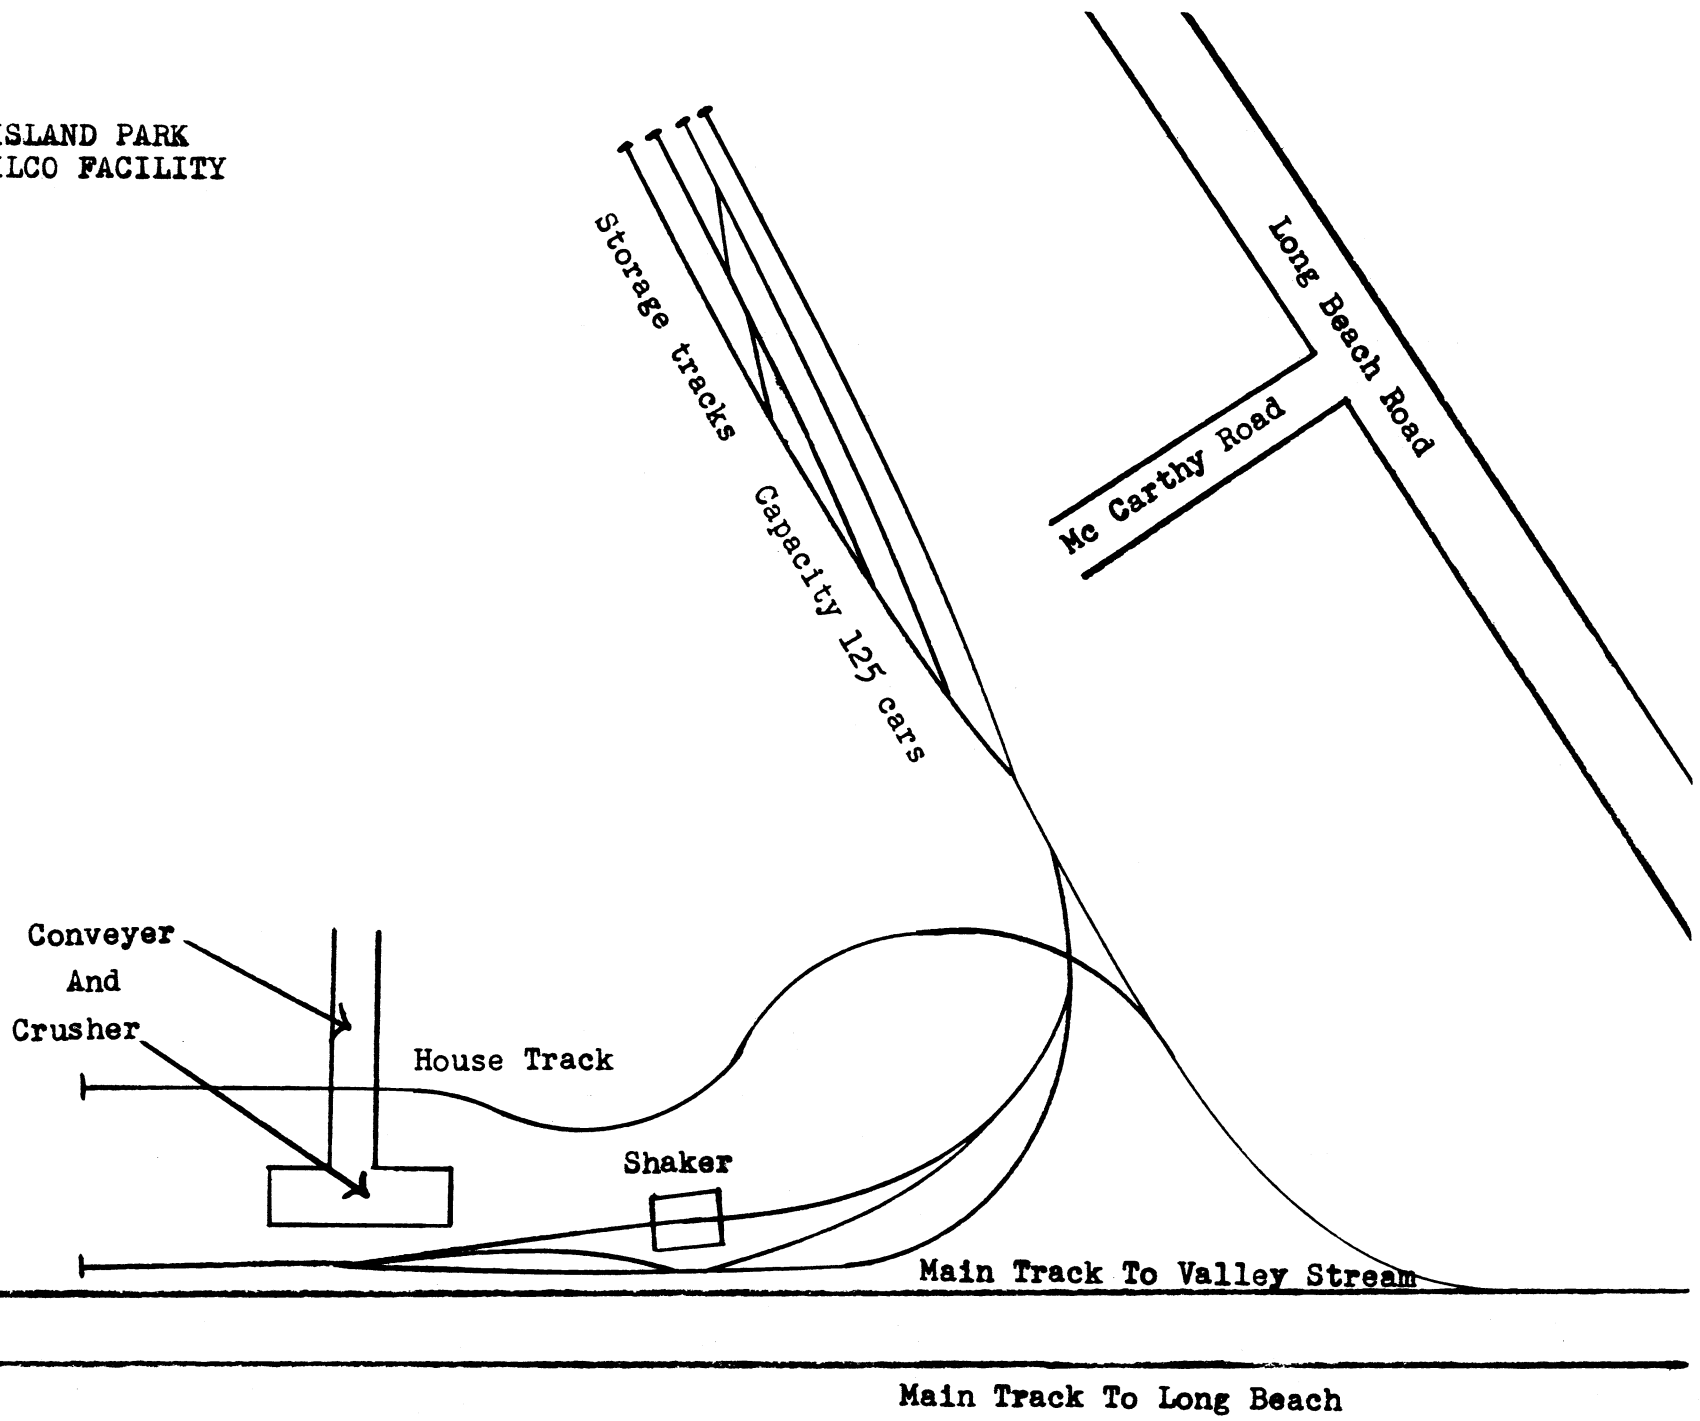 ISLAND PARK
ILCO FACILITY
Storage tracks
Capacity 125 cars
Long Beach Road
Mc Carthy Road
Conveyer
And
Crusher
House Track
Shaker
Main Track To Valley Stream
Main Track To Long Beach